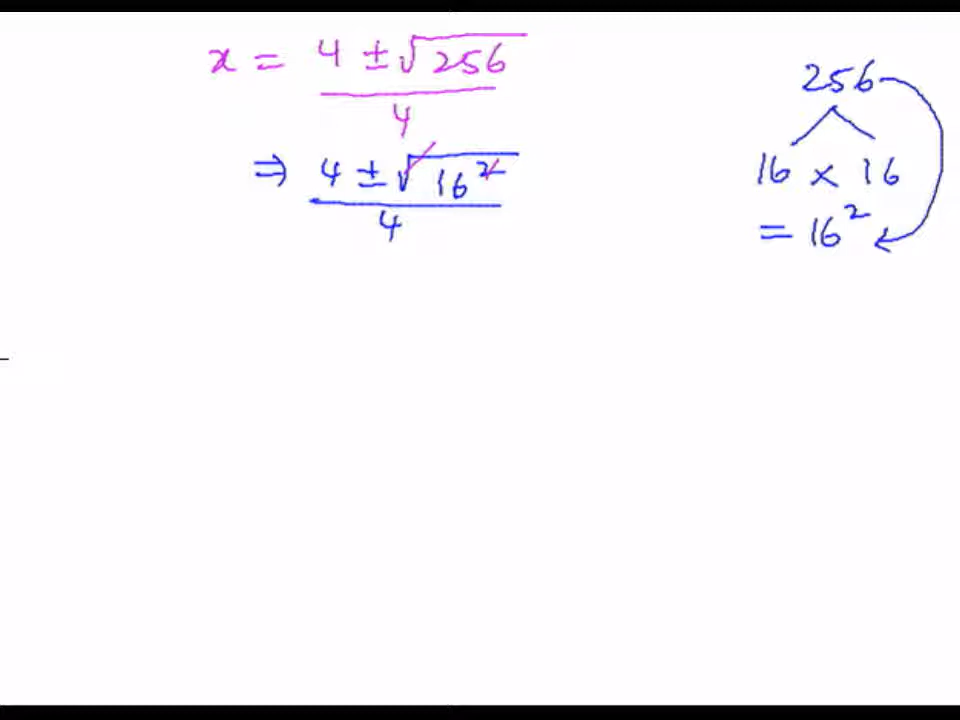 x = 4 ± √256
4
⇒ 4 ± √16²
4
256
16 × 16
= 16²